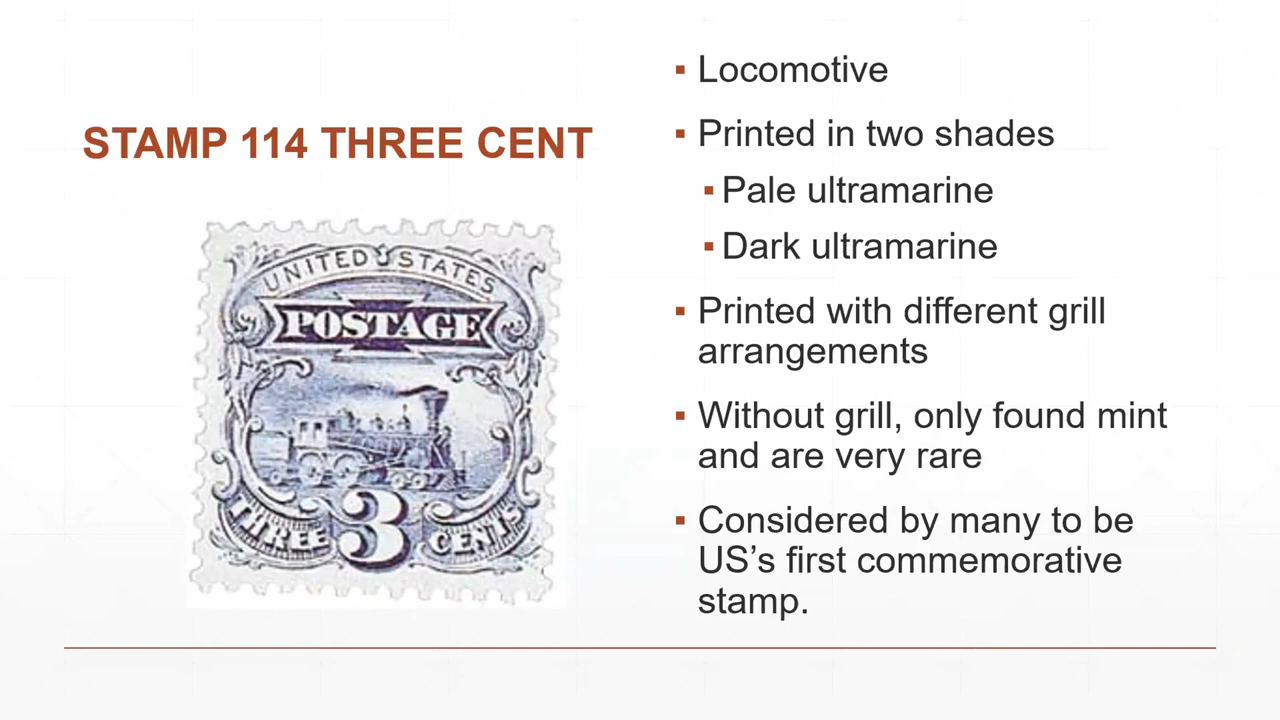 STAMP 114 THREE CENT
UNITED STATES
POSTAGE
THREE 3 CENTS
▪ Locomotive
▪ Printed in two shades
▪ Pale ultramarine
▪ Dark ultramarine
▪ Printed with different grill
arrangements
▪ Without grill, only found mint
and are very rare
▪ Considered by many to be
US’s first commemorative
stamp.